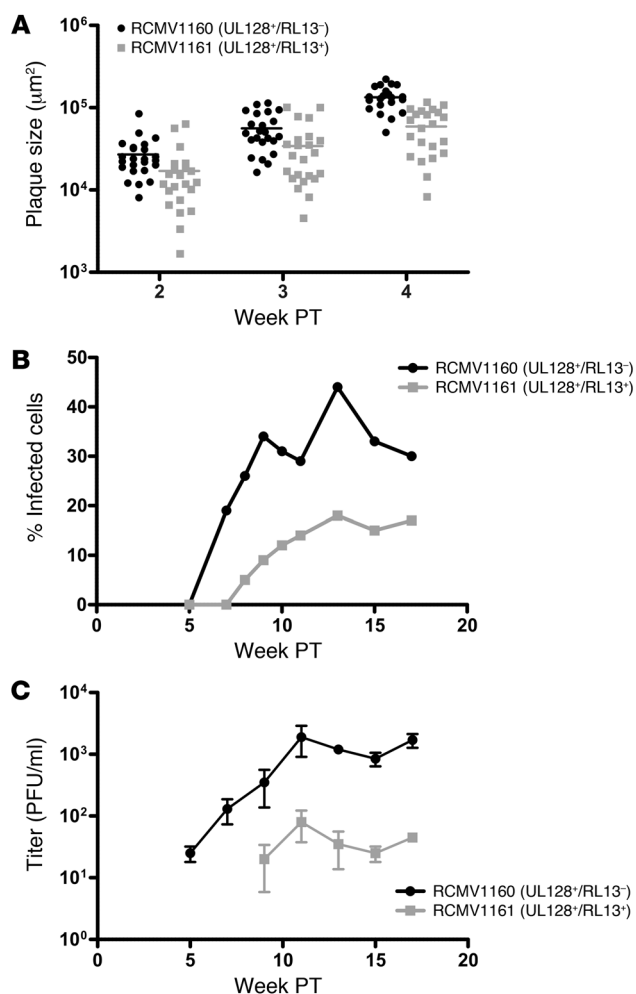 A
RCMV1160 (UL128⁺/RL13⁻)
RCMV1161 (UL128⁺/RL13⁺)
10⁶
10⁵
10⁴
10³
Plaque size (μm²)
2 3 4
Week PT
B
RCMV1160 (UL128⁺/RL13⁻)
RCMV1161 (UL128⁺/RL13⁺)
50
40
30
20
10
0
% Infected cells
0 5 10 15 20
Week PT
C
10⁴
10³
10²
10¹
10⁰
Titer (PFU/ml)
RCMV1160 (UL128⁺/RL13⁻)
RCMV1161 (UL128⁺/RL13⁺)
0 5 10 15 20
Week PT